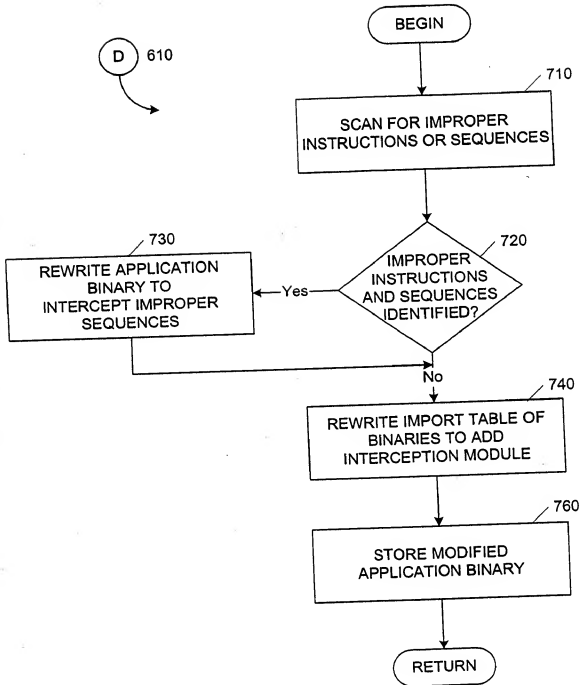 BEGIN
D 610
710
SCAN FOR IMPROPER
INSTRUCTIONS OR SEQUENCES
720
IMPROPER
INSTRUCTIONS
AND SEQUENCES
IDENTIFIED?
Yes
730
REWRITE APPLICATION
BINARY TO
INTERCEPT IMPROPER
SEQUENCES
No
740
REWRITE IMPORT TABLE OF
BINARIES TO ADD
INTERCEPTION MODULE
760
STORE MODIFIED
APPLICATION BINARY
RETURN